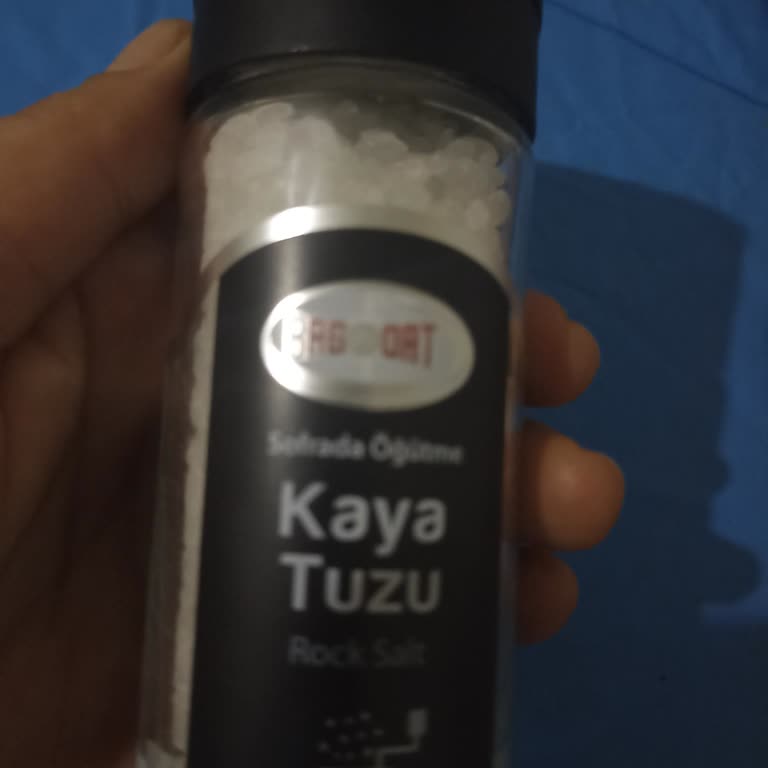 Sofrada Öğütme
Kaya
Tuzu
Rock Salt